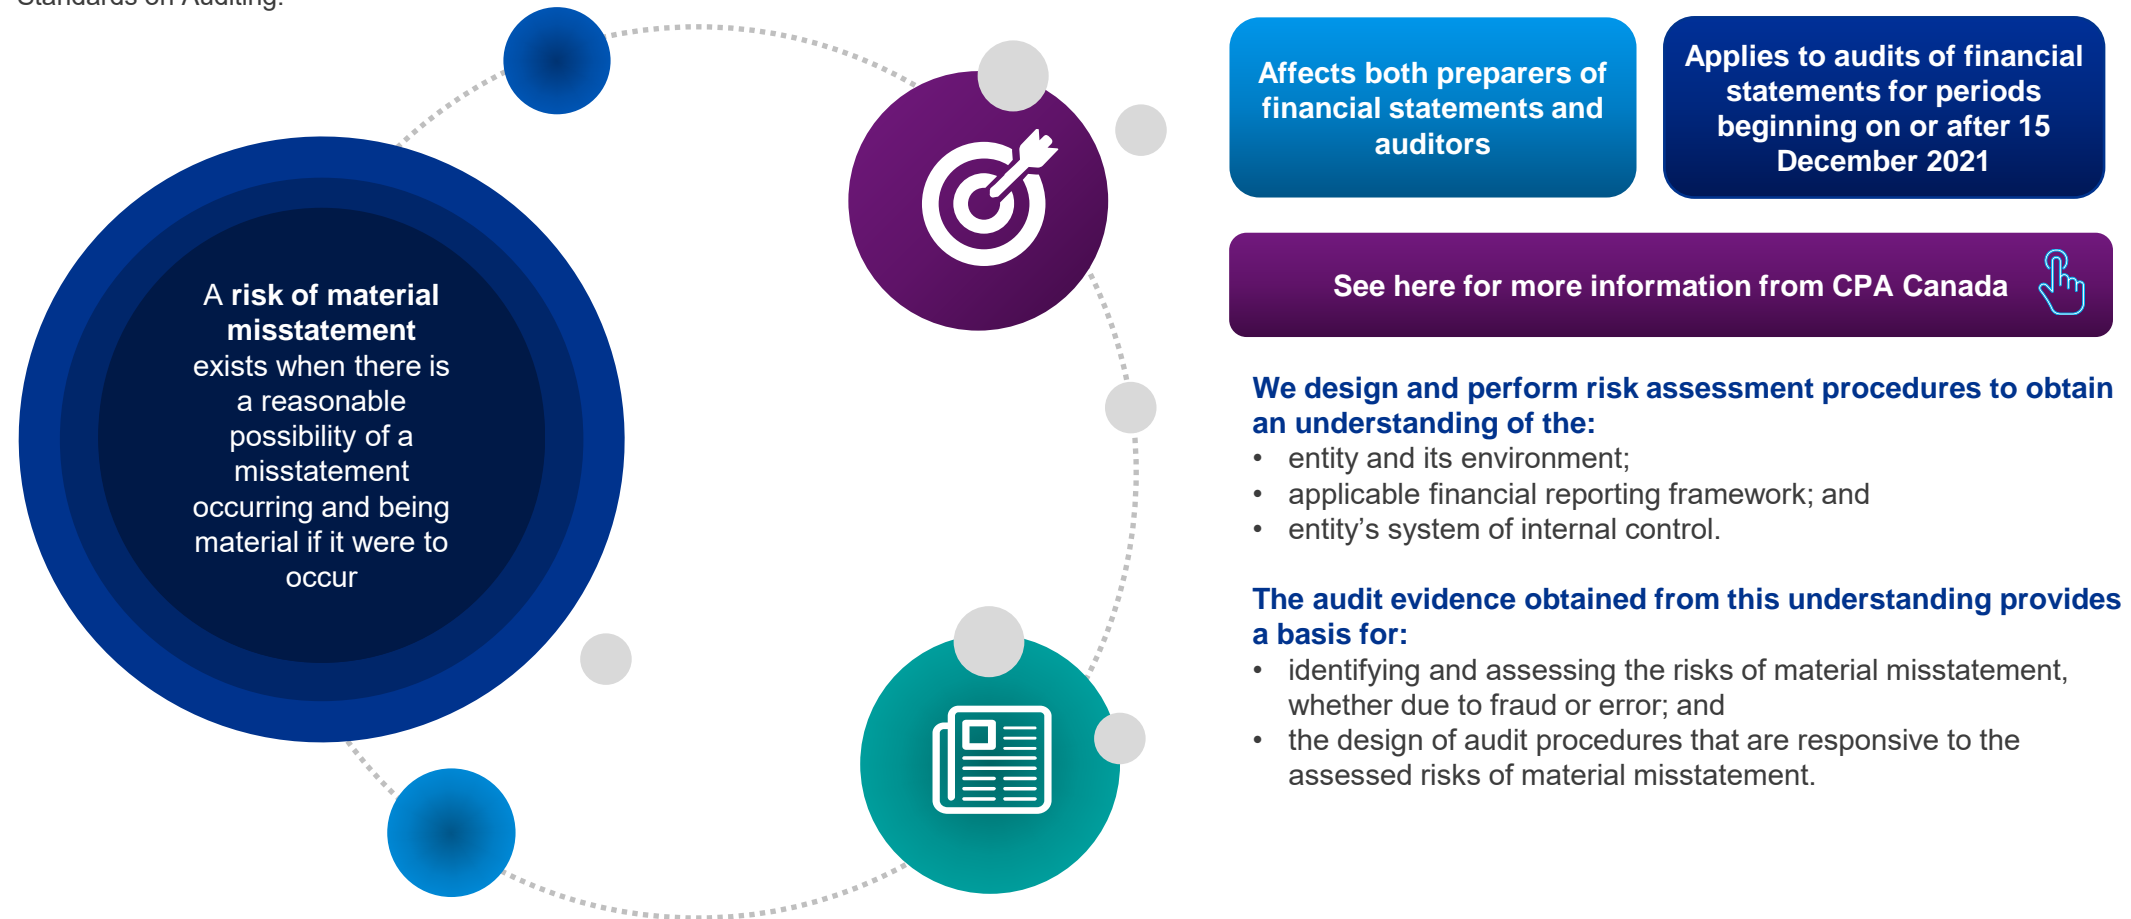 Standards on Auditing.
A risk of material
misstatement
exists when there is
a reasonable
possibility of a
misstatement
occurring and being
material if it were to
occur
Affects both preparers of
financial statements and
auditors
Applies to audits of financial
statements for periods
beginning on or after 15
December 2021
See here for more information from CPA Canada
We design and perform risk assessment procedures to obtain
an understanding of the:
• entity and its environment;
• applicable financial reporting framework; and
• entity’s system of internal control.
The audit evidence obtained from this understanding provides
a basis for:
• identifying and assessing the risks of material misstatement,
whether due to fraud or error; and
• the design of audit procedures that are responsive to the
assessed risks of material misstatement.